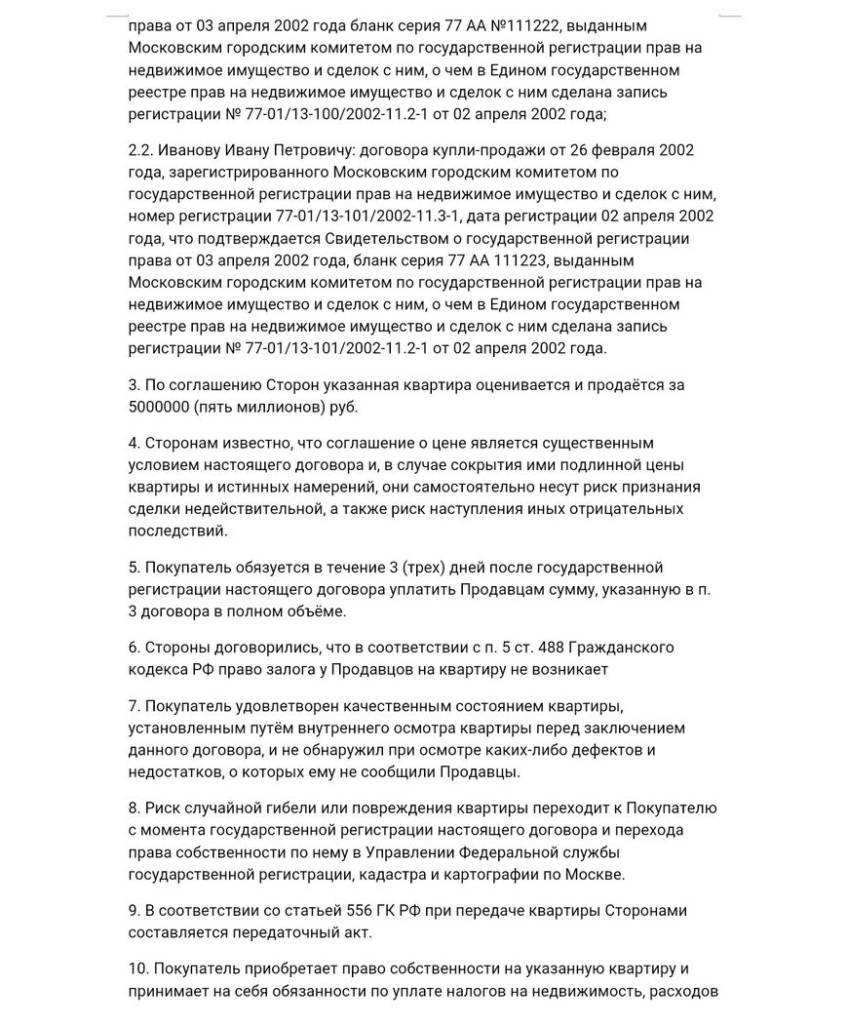 права от 03 апреля 2002 года бланк серия 77 АА №111222, выданным
Московским городским комитетом по государственной регистрации прав на
недвижимое имущество и сделок с ним, о чем в Едином государственном
реестре прав на недвижимое имущество и сделок с ним сделана запись
регистрации № 77-01/13-100/2002-11.2-1 от 02 апреля 2002 года;
2.2. Иванову Ивану Петровичу: договора купли-продажи от 26 февраля 2002
года, зарегистрированного Московским городским комитетом по
государственной регистрации прав на недвижимое имущество и сделок с ним,
номер регистрации 77-01/13-101/2002-11.3-1, дата регистрации 02 апреля 2002
года, что подтверждается Свидетельством о государственной регистрации
права от 03 апреля 2002 года, бланк серия 77 АА 111223, выданным
Московским городским комитетом по государственной регистрации прав на
недвижимое имущество и сделок с ним, о чем в Едином государственном
реестре прав на недвижимое имущество и сделок с ним сделана запись
регистрации № 77-01/13-101/2002-11.2-1 от 02 апреля 2002 года.
3. По соглашению Сторон указанная квартира оценивается и продаётся за
5000000 (пять миллионов) руб.
4. Сторонам известно, что соглашение о цене является существенным
условием настоящего договора и, в случае сокрытия ими подлинной цены
квартиры и истинных намерений, они самостоятельно несут риск признания
сделки недействительной, а также риск наступления иных отрицательных
последствий.
5. Покупатель обязуется в течение 3 (трех) дней после государственной
регистрации настоящего договора уплатить Продавцам сумму, указанную в п.
3 договора в полном объёме.
6. Стороны договорились, что в соответствии с п. 5 ст. 488 Гражданского
кодекса РФ право залога у Продавцов на квартиру не возникает
7. Покупатель удовлетворен качественным состоянием квартиры,
установленным путём внутреннего осмотра квартиры перед заключением
данного договора, и не обнаружил при осмотре каких-либо дефектов и
недостатков, о которых ему не сообщили Продавцы.
8. Риск случайной гибели или повреждения квартиры переходит к Покупателю
с момента государственной регистрации настоящего договора и перехода
права собственности по нему в Управлении Федеральной службы
государственной регистрации, кадастра и картографии по Москве.
9. В соответствии со статьей 556 ГК РФ при передаче квартиры Сторонами
составляется передаточный акт.
10. Покупатель приобретает право собственности на указанную квартиру и
принимает на себя обязанности по уплате налогов на недвижимость, расходов